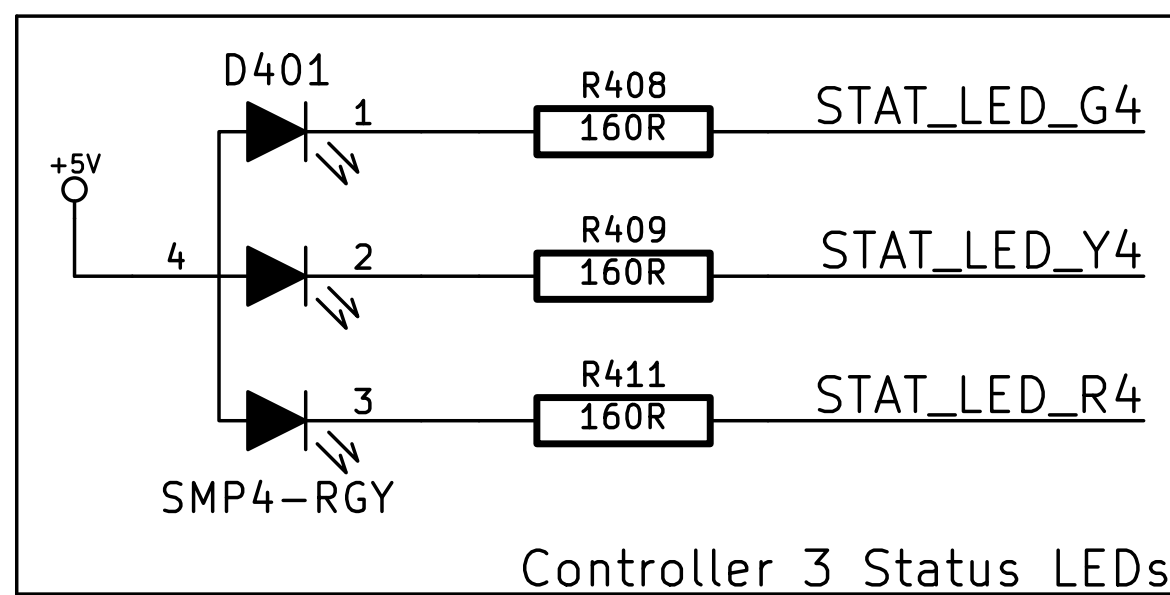 D401
R408
1
160R
STAT_LED_G4
+5V
R409
4
2
160R
STAT_LED_Y4
R411
3
160R
STAT_LED_R4
SMP4-RGY
Controller 3 Status LEDs